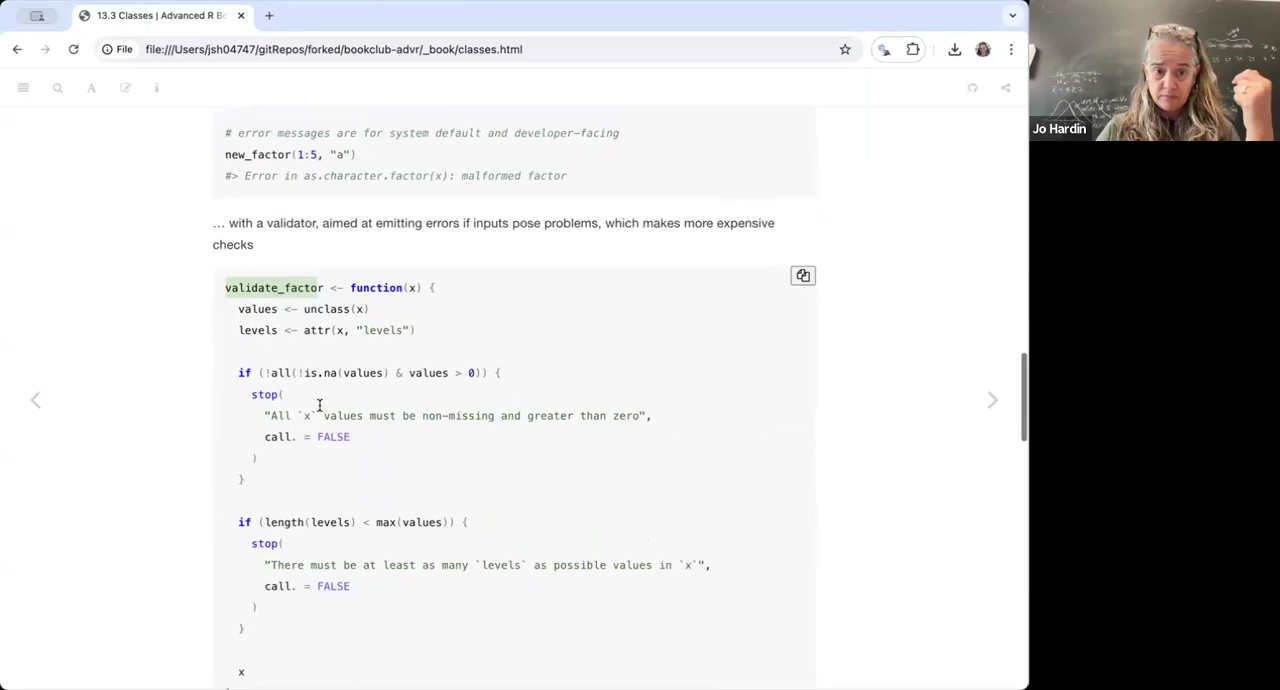 13.3 Classes | Advanced R Bo
File
file:///Users/jsh04747/gitRepos/forked/bookclub-advr/_book/classes.html
# error messages are for system default and developer-facing
new_factor(1:5, "a")
#> Error in as.character.factor(x): malformed factor
… with a validator, aimed at emitting errors if inputs pose problems, which makes more expensive
checks
validate_factor <- function(x) {
values <- unclass(x)
levels <- attr(x, "levels")
if (!all(!is.na(values) & values > 0)) {
stop(
"All `x` values must be non-missing and greater than zero",
call. = FALSE
)
}
if (length(levels) < max(values)) {
stop(
"There must be at least as many `levels` as possible values in `x`",
call. = FALSE
)
}
x
Jo Hardin